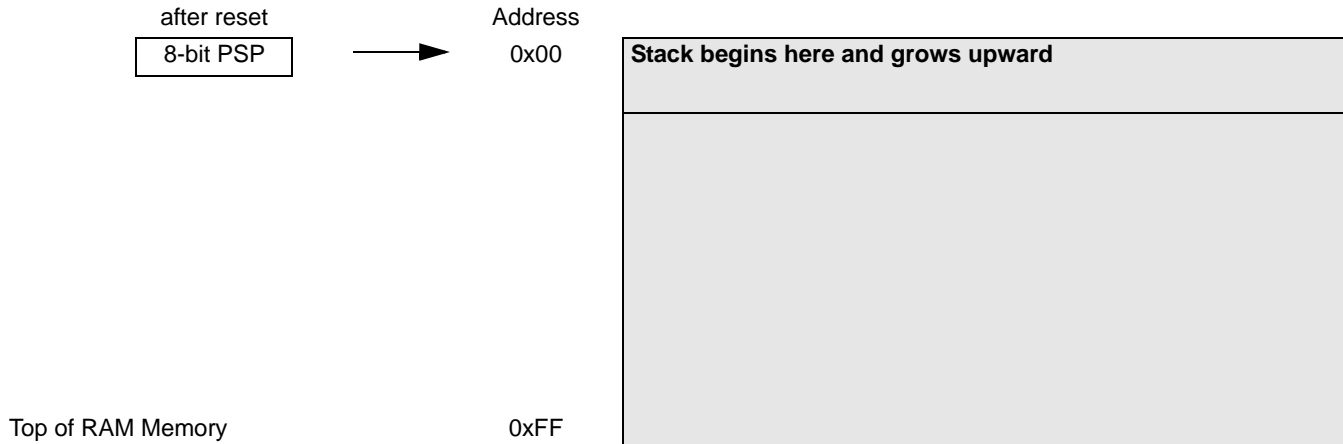 after reset Address
8-bit PSP 0x00 Stack begins here and grows upward
Top of RAM Memory 0xFF